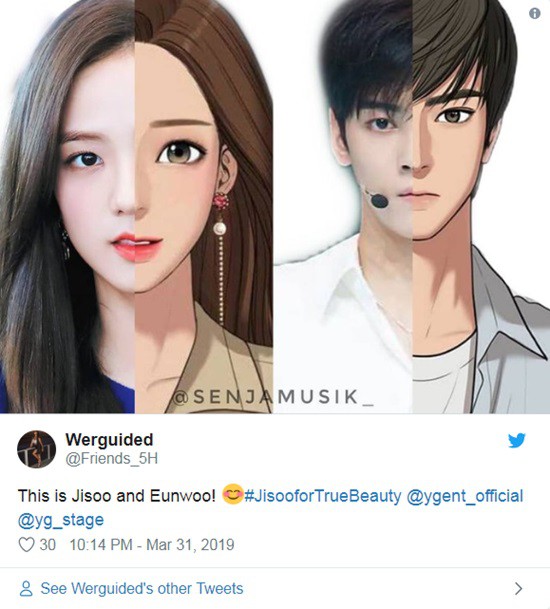 @SENJAMUSIK_
Werguided
@Friends_5H
This is Jisoo and Eunwoo! 😊#JisooforTrueBeauty @ygent_official
@yg_stage
30 10:14 PM - Mar 31, 2019
See Werguided's other Tweets